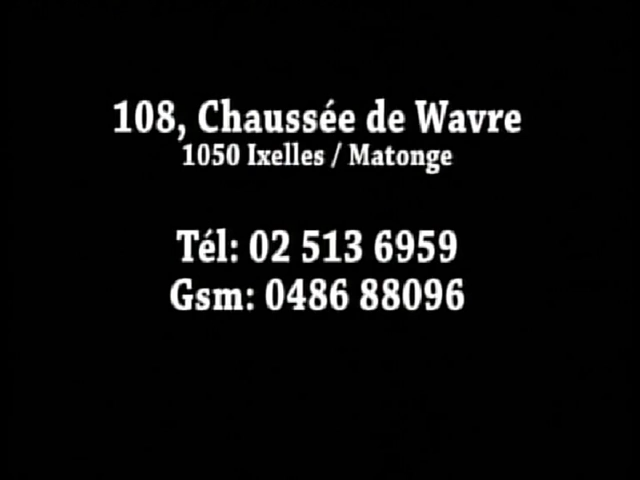 108, Chaussée de Wavre
1050 Ixelles / Matonge
Tél: 02 513 6959
Gsm: 0486 88096